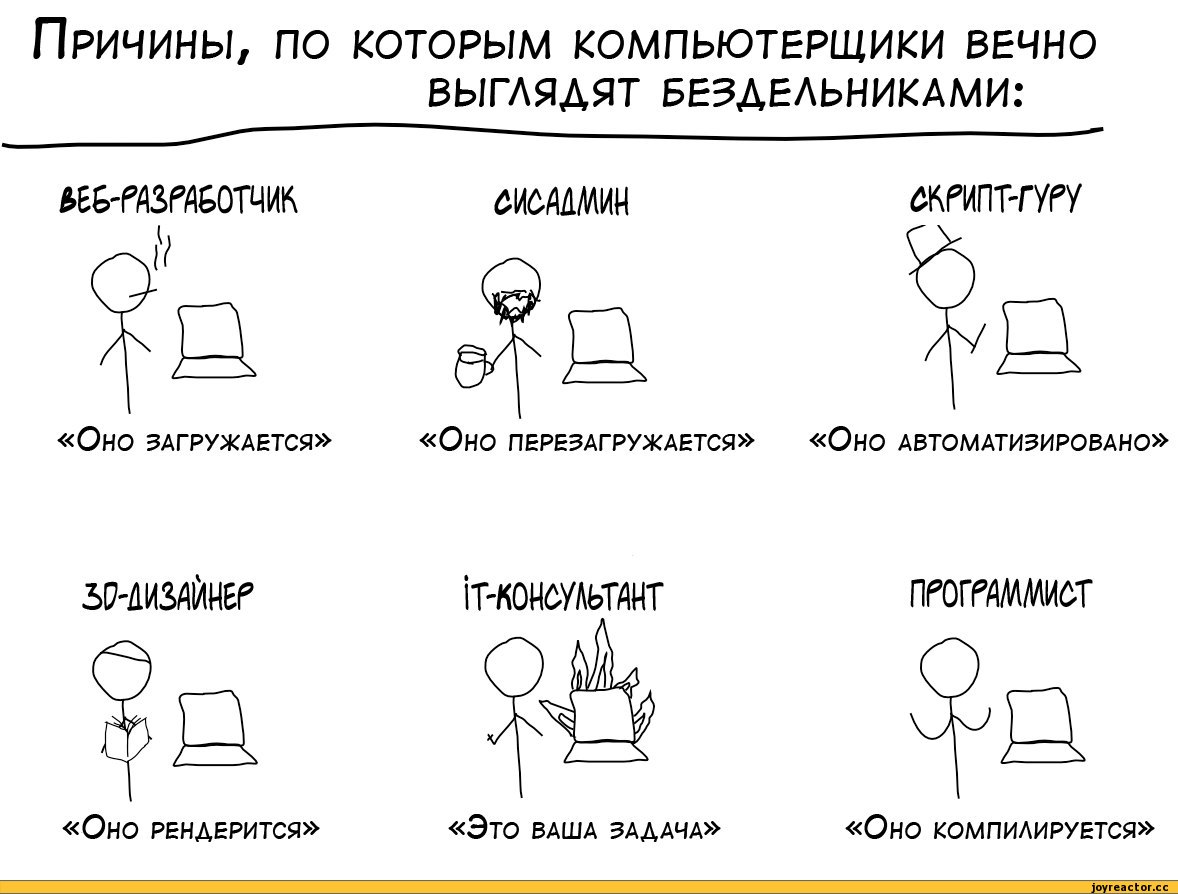 Причины, по которым компьютерщики вечно
выглядят бездельниками:
Веб-разработчик
Сисадмин
Скрипт-гуру
«Оно загружается»
«Оно перезагружается»
«Оно автоматизировано»
3D-дизайнер
IT-консультант
Программист
«Оно рендерится»
«Это ваша задача»
«Оно компилируется»
joyreactor.cc